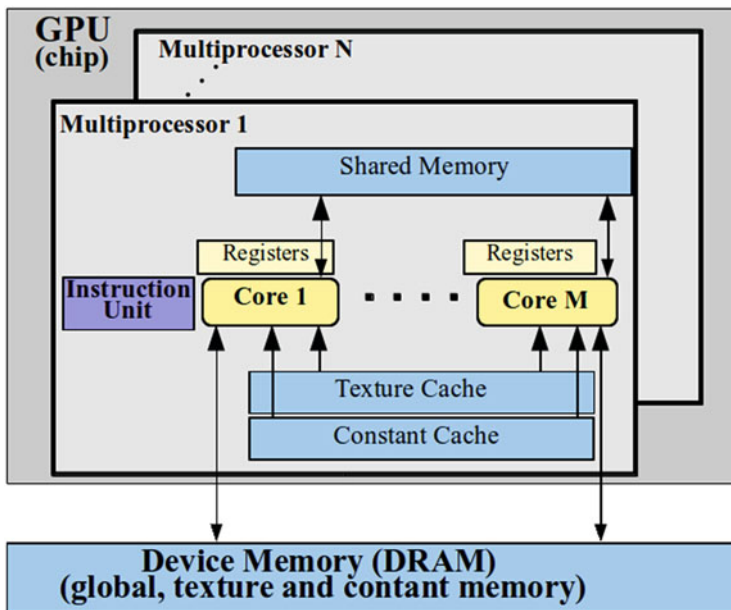 GPU
(chip)
Multiprocessor N
Multiprocessor 1
Shared Memory
Registers
Registers
Instruction
Unit
Core 1
Core M
Texture Cache
Constant Cache
Device Memory (DRAM)
(global, texture and contant memory)